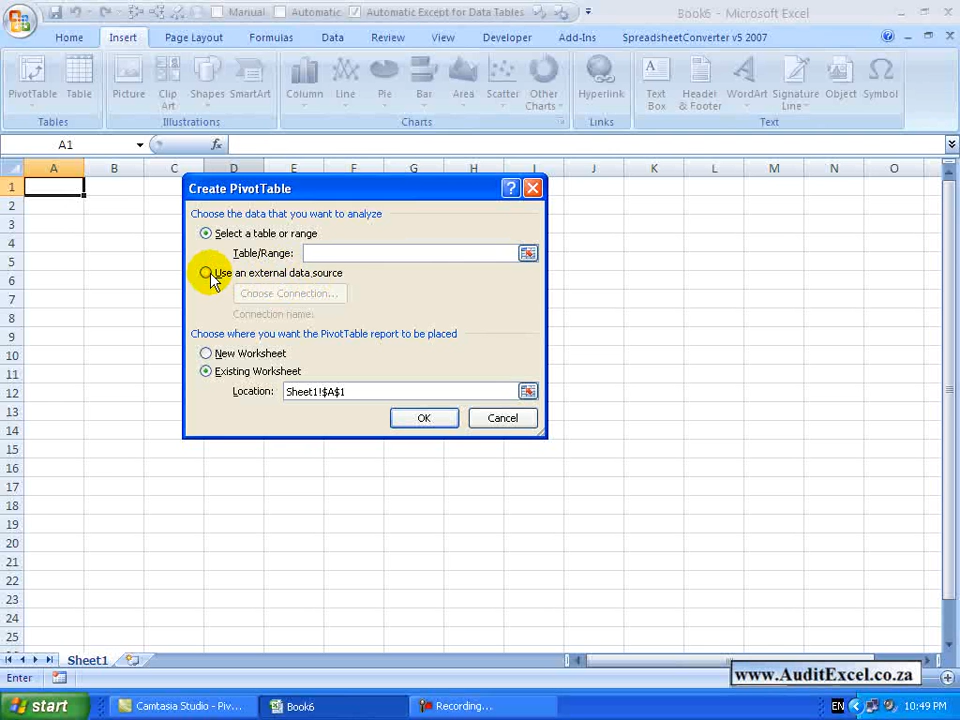 Manual Automatic Automatic Except for Data Tables Book6 - Microsoft Excel
Home Insert Page Layout Formulas Data Review View Developer Add-Ins SpreadsheetConverter v5 2007
PivotTable Table Picture Clip Art Shapes SmartArt Column Line Pie Bar Area Scatter Other Charts Hyperlink Text Box Header & Footer WordArt Signature Line Object Symbol
Tables Illustrations Charts Links Text
A1 fx
A B C D E F G H I J K L M N O
1
2
3
4
5
6
7
8
9
10
11
12
13
14
15
16
17
18
19
20
21
22
23
24
25
Create PivotTable
Choose the data that you want to analyze
Select a table or range
Table/Range:
Use an external data source
Choose Connection...
Connection name:
Choose where you want the PivotTable report to be placed
New Worksheet
Existing Worksheet
Location: Sheet1!$A$1
OK Cancel
Sheet1
Enter
www.AuditExcel.co.za
start Camtasia Studio - Piv... Book6 Recording... EN 10:49 PM